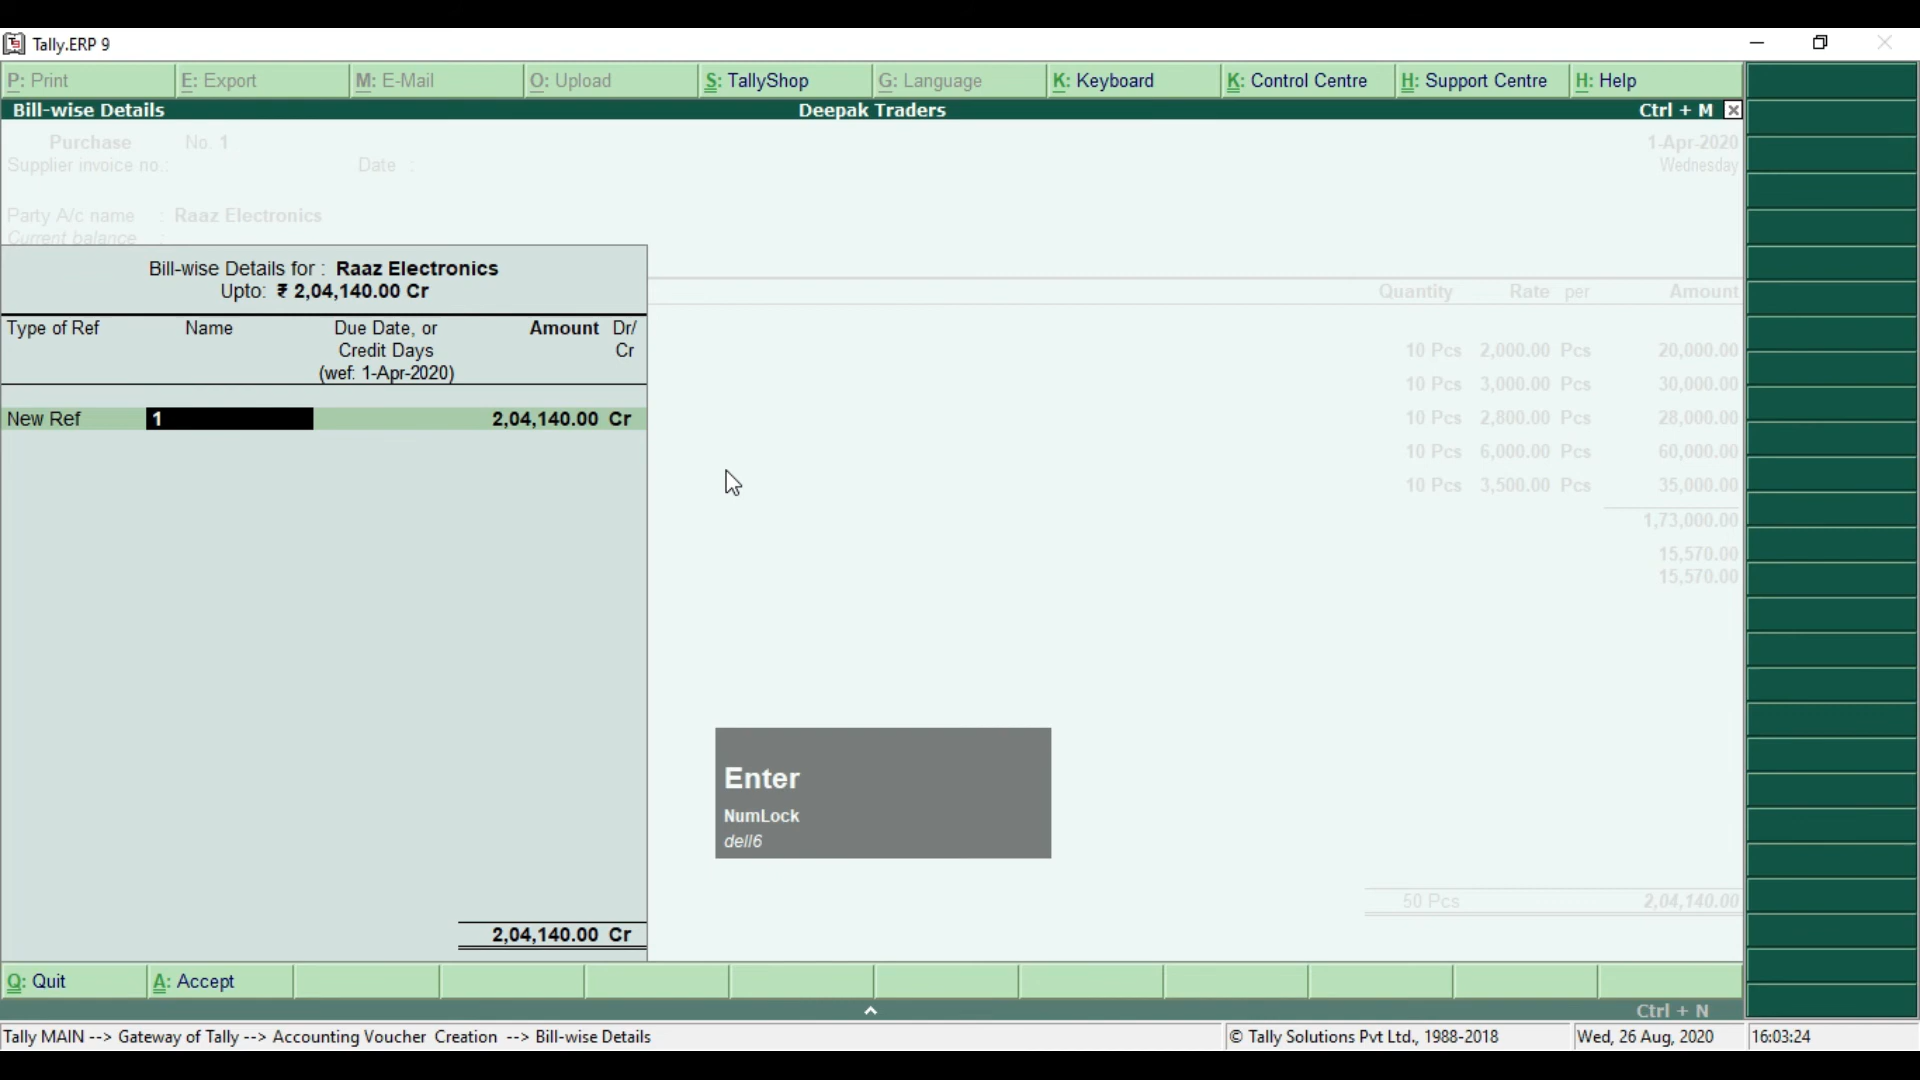 Tally.ERP 9
P: Print E: Export M: E-Mail O: Upload S: TallyShop G: Language K: Keyboard K: Control Centre H: Support Centre H: Help
Bill-wise Details Deepak Traders Ctrl + M
Purchase No. 1 1-Apr-2020
Supplier invoice no.: Date : Wednesday
Party A/c name : Raaz Electronics
Current balance :
Bill-wise Details for : Raaz Electronics
Upto: ₹ 2,04,140.00 Cr
Quantity Rate per Amount
Type of Ref Name Due Date, or Amount Dr/
Credit Days Cr
(wef: 1-Apr-2020)
10 Pcs 2,000.00 Pcs 20,000.00
10 Pcs 3,000.00 Pcs 30,000.00
New Ref 1 2,04,140.00 Cr
10 Pcs 2,800.00 Pcs 28,000.00
10 Pcs 6,000.00 Pcs 60,000.00
10 Pcs 3,500.00 Pcs 35,000.00
1,73,000.00
15,570.00
15,570.00
Enter
NumLock
dell6
50 Pcs 2,04,140.00
2,04,140.00 Cr
Q: Quit A: Accept
Ctrl + N
Tally MAIN --> Gateway of Tally --> Accounting Voucher Creation --> Bill-wise Details © Tally Solutions Pvt Ltd., 1988-2018 Wed, 26 Aug, 2020 16:03:24